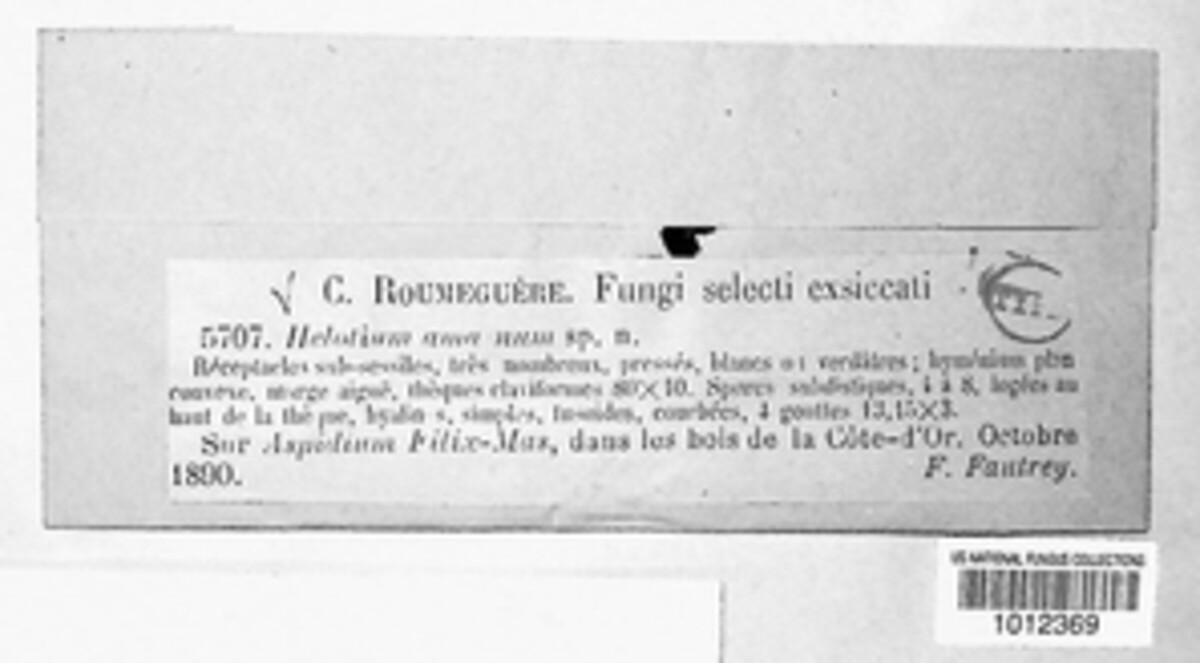 C. ROUMEGUÈRE. Fungi selecti exsiccati
5707. Helotium sp. n.
Réceptacles sub-sessiles, très nombreux, pressés, blancs verdâtres; hyménium plan
convexe, marge aiguë, thèques claviformes 80×10. Spores subdistiques, 4 à 8, logées au
haut de la thèque, simples, courbées, 4 gouttes 13,15×3.
Sur Aspidium Filix-Mas, dans les bois de la Côte-d'Or. Octobre
1890. F. Fautrey.
US NATIONAL FUNGUS COLLECTIONS
1012369